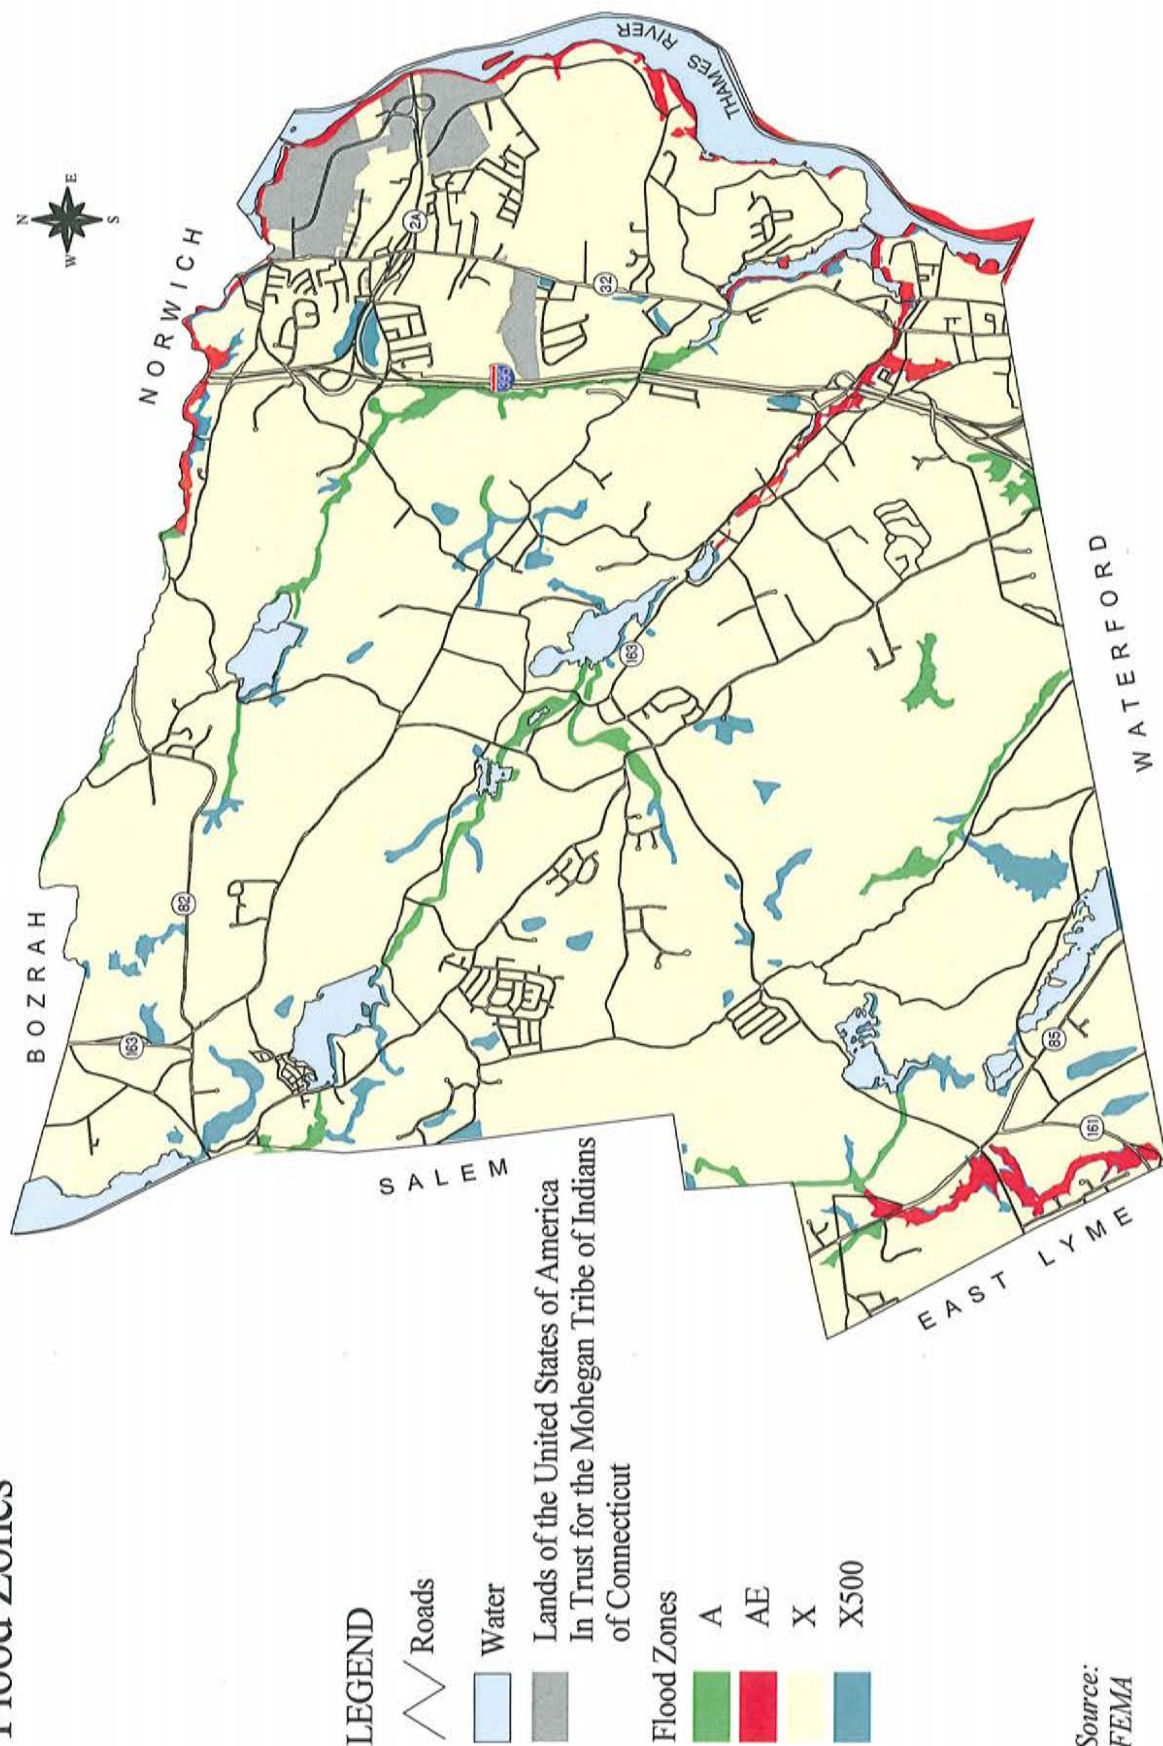 Flood Zones
N
W
E
S
NORWICH
BOZRAH
THAMES RIVER
SALEM
WATERFORD
EAST LYME
2A
32
395
163
82
163
85
161
LEGEND
Roads
Water
Lands of the United States of America
In Trust for the Mohegan Tribe of Indians
of Connecticut
Flood Zones
A
AE
X
X500
Source:
FEMA